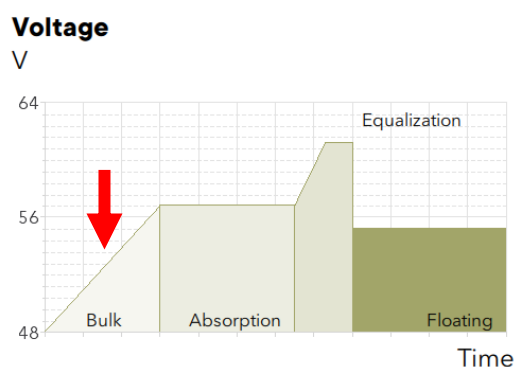 Voltage
V
64
Equalization
56
48
Bulk
Absorption
Floating
Time